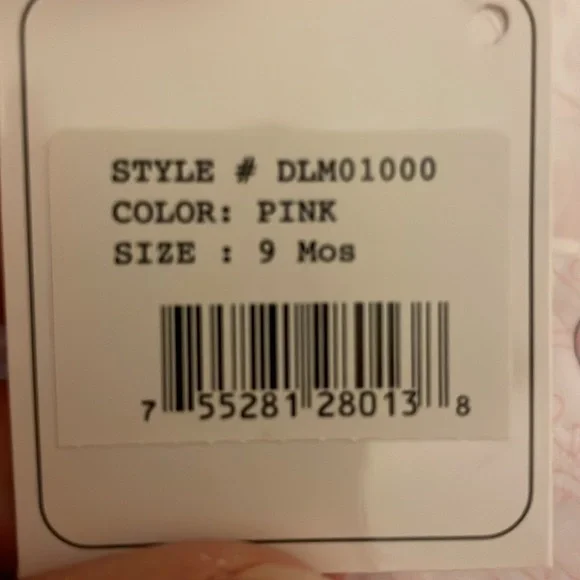 STYLE # DLM01000
COLOR: PINK
SIZE : 9 Mos
7 55281 28013 8